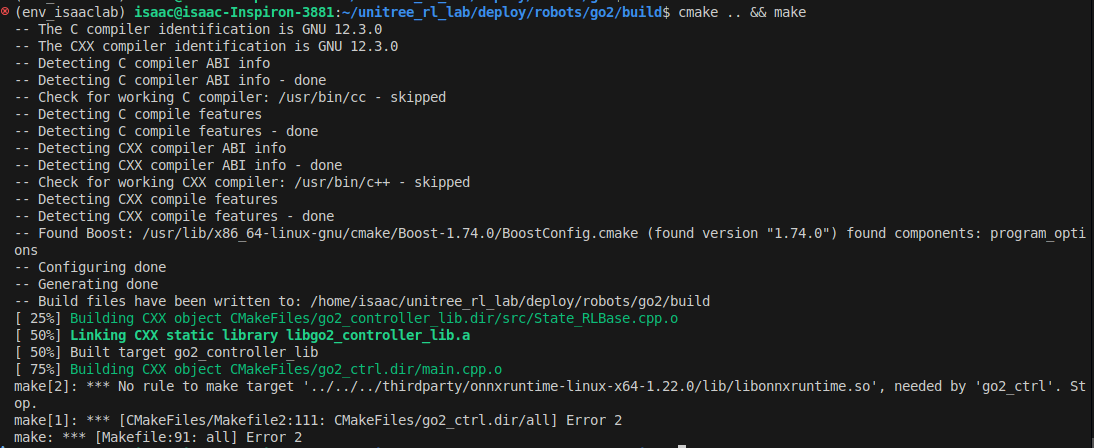 (env_isaaclab) isaac@isaac-Inspiron-3881:~/unitree_rl_lab/deploy/robots/go2/build$ cmake .. && make
-- The C compiler identification is GNU 12.3.0
-- The CXX compiler identification is GNU 12.3.0
-- Detecting C compiler ABI info
-- Detecting C compiler ABI info - done
-- Check for working C compiler: /usr/bin/cc - skipped
-- Detecting C compile features
-- Detecting C compile features - done
-- Detecting CXX compiler ABI info
-- Detecting CXX compiler ABI info - done
-- Check for working CXX compiler: /usr/bin/c++ - skipped
-- Detecting CXX compile features
-- Detecting CXX compile features - done
-- Found Boost: /usr/lib/x86_64-linux-gnu/cmake/Boost-1.74.0/BoostConfig.cmake (found version "1.74.0") found components: program_opti
ons
-- Configuring done
-- Generating done
-- Build files have been written to: /home/isaac/unitree_rl_lab/deploy/robots/go2/build
[ 25%] Building CXX object CMakeFiles/go2_controller_lib.dir/src/State_RLBase.cpp.o
[ 50%] Linking CXX static library libgo2_controller_lib.a
[ 50%] Built target go2_controller_lib
[ 75%] Building CXX object CMakeFiles/go2_ctrl.dir/main.cpp.o
make[2]: *** No rule to make target '../../../thirdparty/onnxruntime-linux-x64-1.22.0/lib/libonnxruntime.so', needed by 'go2_ctrl'. St
op.
make[1]: *** [CMakeFiles/Makefile2:111: CMakeFiles/go2_ctrl.dir/all] Error 2
make: *** [Makefile:91: all] Error 2